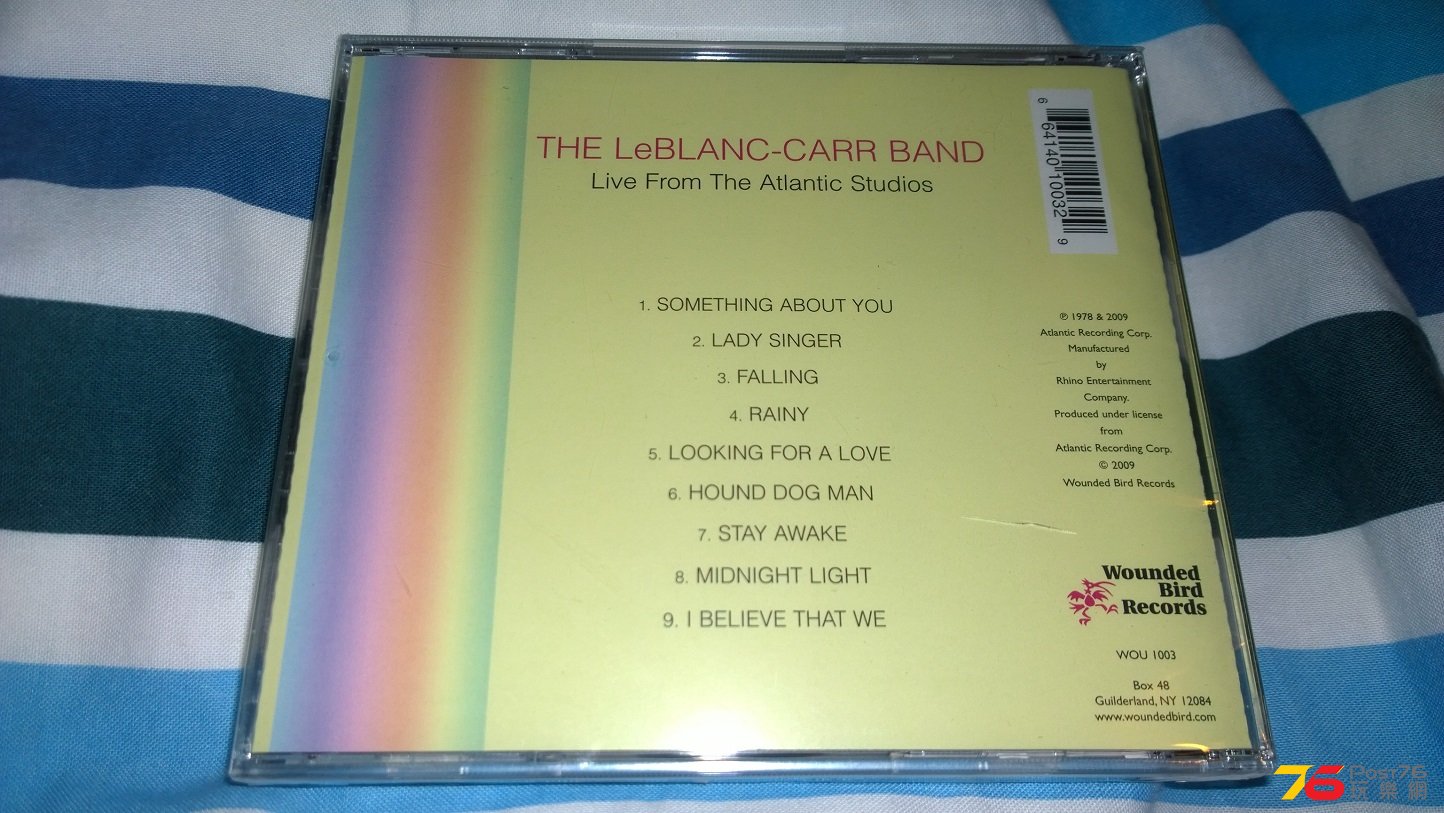 THE LeBLANC-CARR BAND
Live From The Atlantic Studios
1. SOMETHING ABOUT YOU
2. LADY SINGER
3. FALLING
4. RAINY
5. LOOKING FOR A LOVE
6. HOUND DOG MAN
7. STAY AWAKE
8. MIDNIGHT LIGHT
9. I BELIEVE THAT WE
6 64140 10032 9
℗ 1978 & 2009
Atlantic Recording Corp.
Manufactured
by
Rhino Entertainment
Company.
Produced under license
from
Atlantic Recording Corp.
© 2009
Wounded Bird Records
Wounded
Bird
Records
WOU 1003
Box 48
Guilderland, NY 12084
www.woundedbird.com
76 Post76
玩樂網